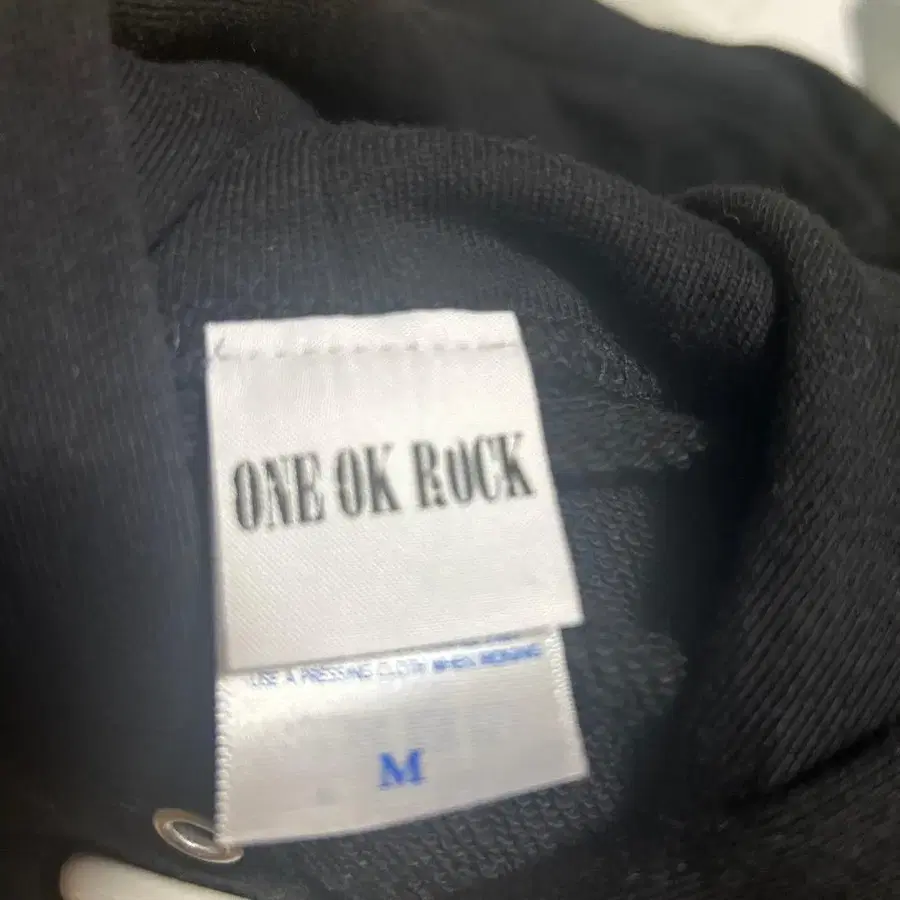 ONE OK ROCK
USE A PRESSING CLOTH WHEN IRONING
M